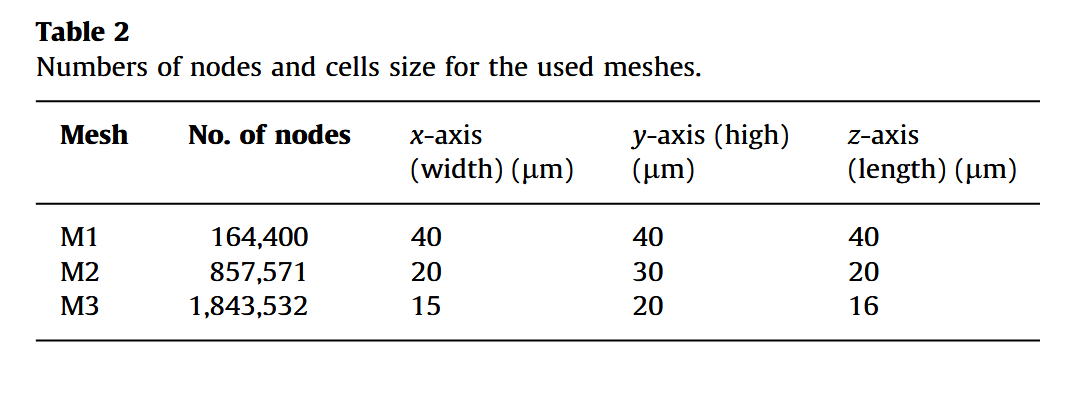 Table 2
Numbers of nodes and cells size for the used meshes.
Mesh No. of nodes x-axis (width) (μm) y-axis (high) (μm) z-axis (length) (μm)
M1 164,400 40 40 40
M2 857,571 20 30 20
M3 1,843,532 15 20 16